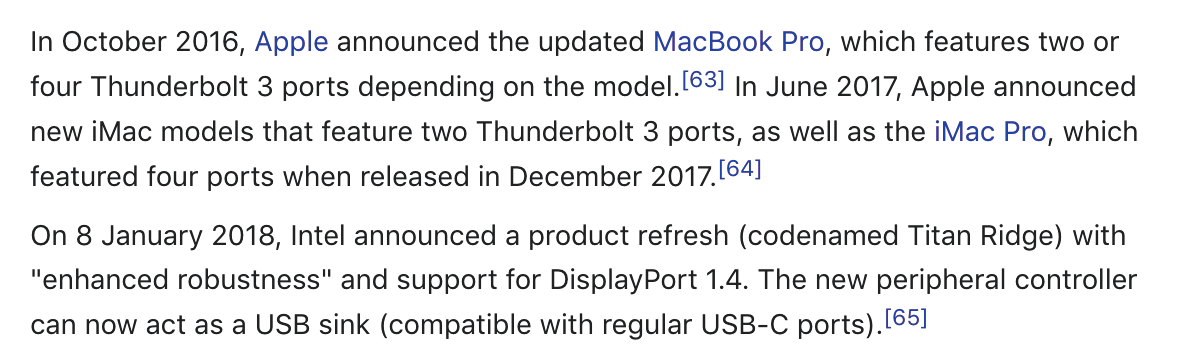 In October 2016, Apple announced the updated MacBook Pro, which features two or
four Thunderbolt 3 ports depending on the model.[63] In June 2017, Apple announced
new iMac models that feature two Thunderbolt 3 ports, as well as the iMac Pro, which
featured four ports when released in December 2017.[64]
On 8 January 2018, Intel announced a product refresh (codenamed Titan Ridge) with
"enhanced robustness" and support for DisplayPort 1.4. The new peripheral controller
can now act as a USB sink (compatible with regular USB-C ports).[65]